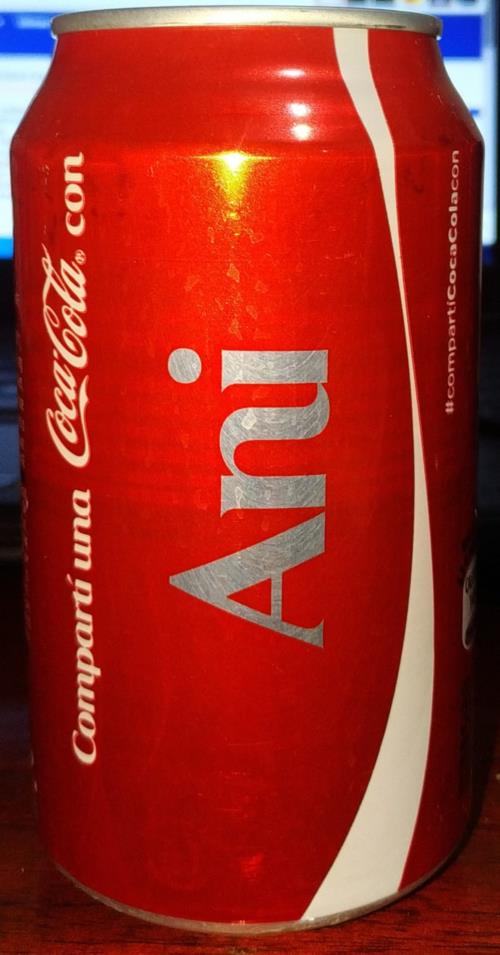 Compartí una Coca-Cola® con
Ani
#compartíCocaColacon